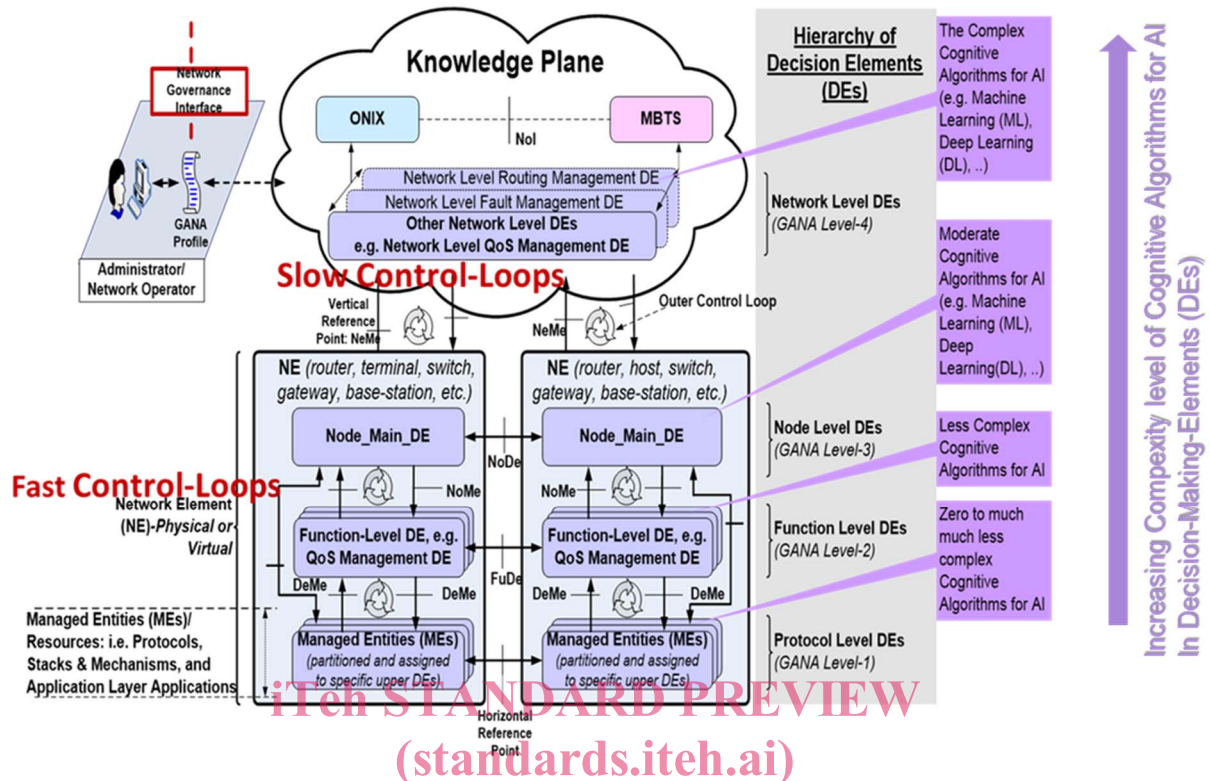 Network
Governance
Interface
GANA
Profile
Administrator/
Network Operator
Knowledge Plane
ONIX
MBTS
NoI
Network Level Routing Management DE
Network Level Fault Management DE
Other Network Level DEs
e.g. Network Level QoS Management DE
Slow Control-Loops
Vertical
Reference
Point: NeMe
NeMe
Outer Control Loop
NE (router, terminal, switch,
gateway, base-station, etc.)
NE (router, host, switch,
gateway, base-station, etc.)
Node_Main_DE
Node_Main_DE
NoDe
Fast Control-Loops
NoMe
NoMe
Network Element
(NE)-Physical or
Virtual
Function-Level DE, e.g.
QoS Management DE
Function-Level DE, e.g.
QoS Management DE
FuDe
DeMe
DeMe
DeMe
DeMe
Managed Entities (MEs)/
Resources: i.e. Protocols,
Stacks & Mechanisms, and
Application Layer Applications
Managed Entities (MEs)
(partitioned and assigned
to specific upper DEs)
Managed Entities (MEs)
(partitioned and assigned
to specific upper DEs)
Horizontal
Reference
Point
Hierarchy of
Decision Elements
(DEs)
Network Level DEs
(GANA Level-4)
Node Level DEs
(GANA Level-3)
Function Level DEs
(GANA Level-2)
Protocol Level DEs
(GANA Level-1)
The Complex
Cognitive
Algorithms for AI
(e.g. Machine
Learning (ML),
Deep Learning
(DL), ..)
Moderate
Cognitive
Algorithms for AI
(e.g. Machine
Learning (ML),
Deep
Learning(DL), ..)
Less Complex
Cognitive
Algorithms for AI
Zero to much
much less
complex
Cognitive
Algorithms for AI
Increasing Compexity level of Cognitive Algorithms for AI
In Decision-Making-Elements (DEs)
iTeh STANDARD PREVIEW
(standards.iteh.ai)